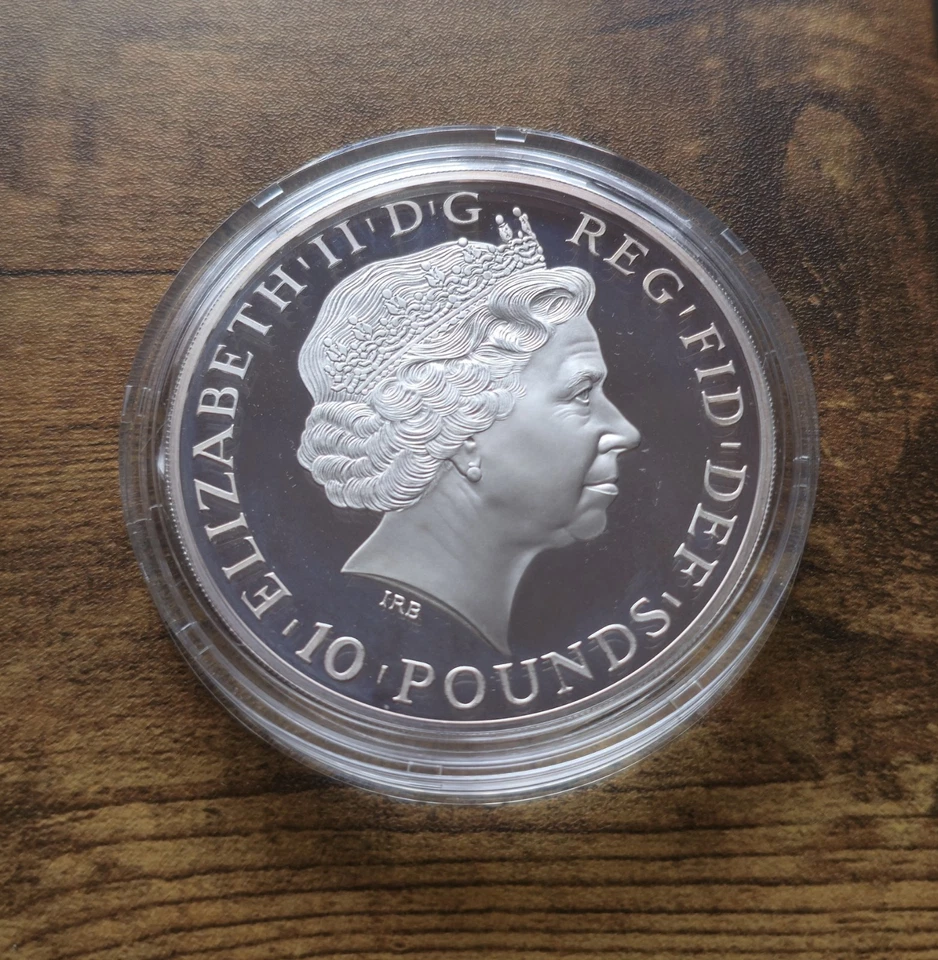 ELIZABETH·II·D·G REG·FID·DEF·
10·POUNDS·
IRB